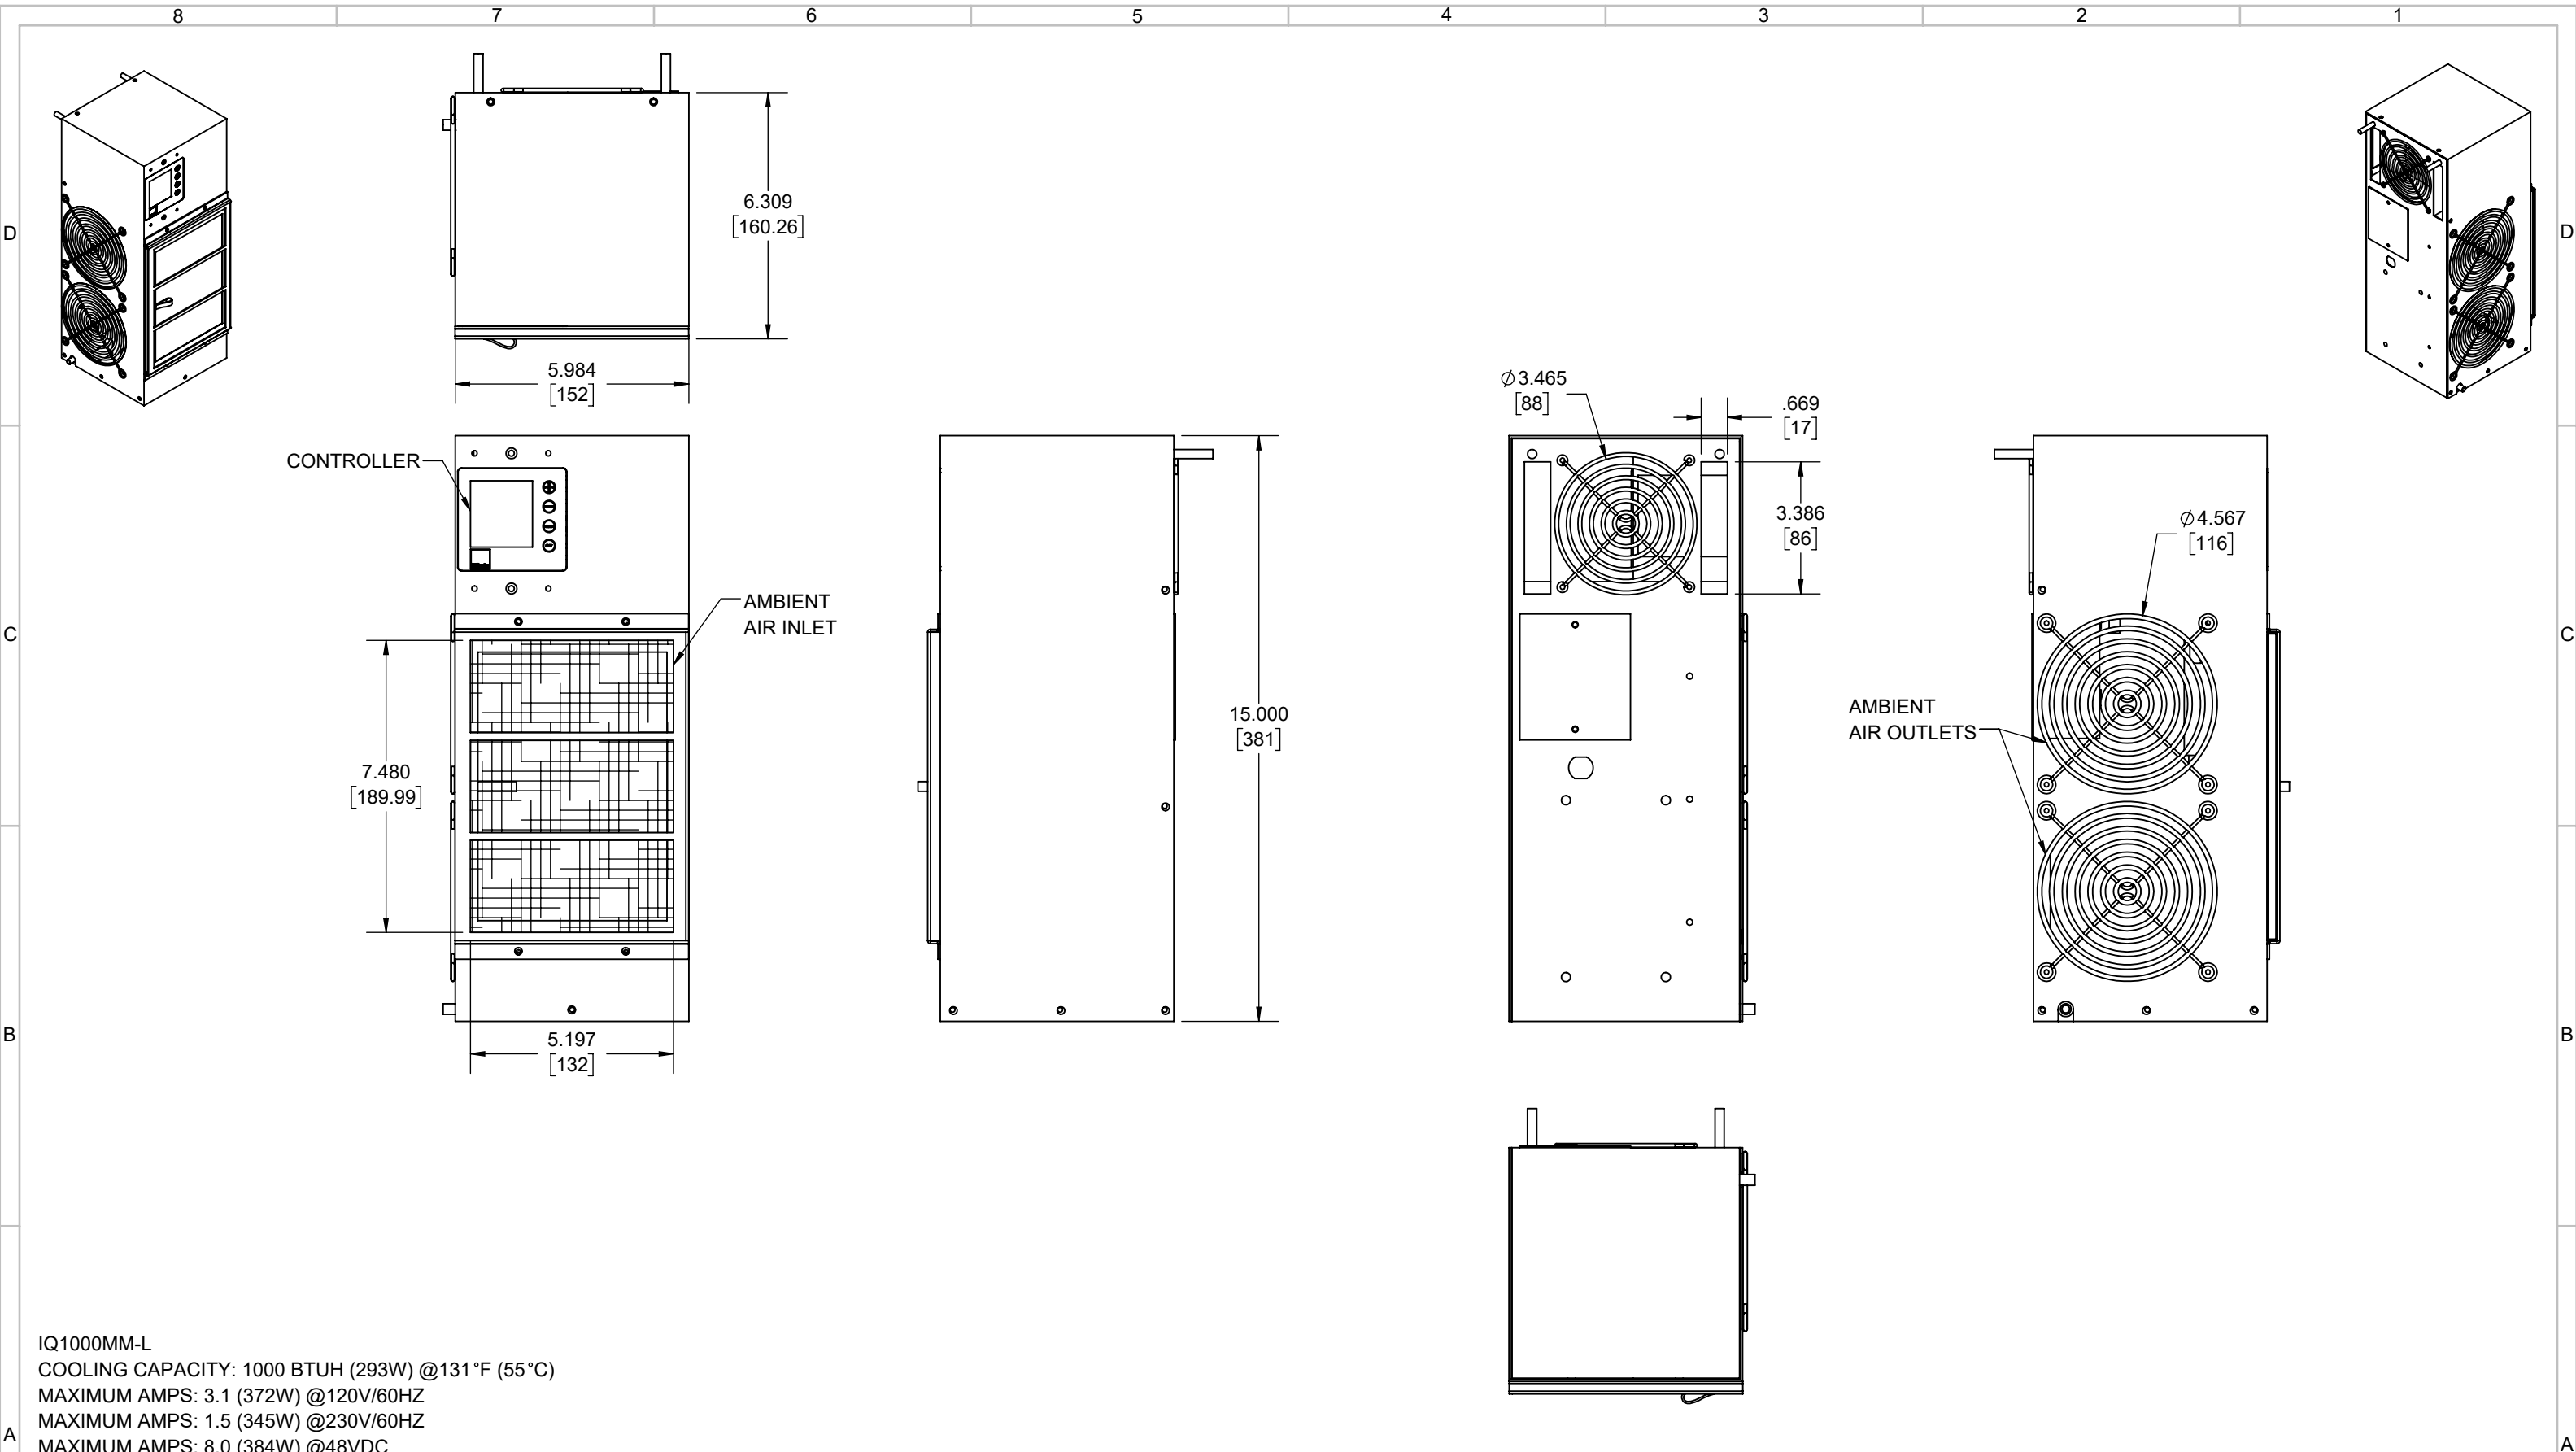 8 7 6 5 4 3 2 1
D
D
6.309
[160.26]
5.984
[152]
CONTROLLER
AMBIENT
AIR INLET
7.480
[189.99]
5.197
[132]
15.000
[381]
∅3.465
[88]
.669
[17]
3.386
[86]
∅4.567
[116]
AMBIENT
AIR OUTLETS
C
C
B
B
IQ1000MM-L
COOLING CAPACITY: 1000 BTUH (293W) @131°F (55°C)
MAXIMUM AMPS: 3.1 (372W) @120V/60HZ
MAXIMUM AMPS: 1.5 (345W) @230V/60HZ
MAXIMUM AMPS: 8.0 (384W) @48VDC
A
A